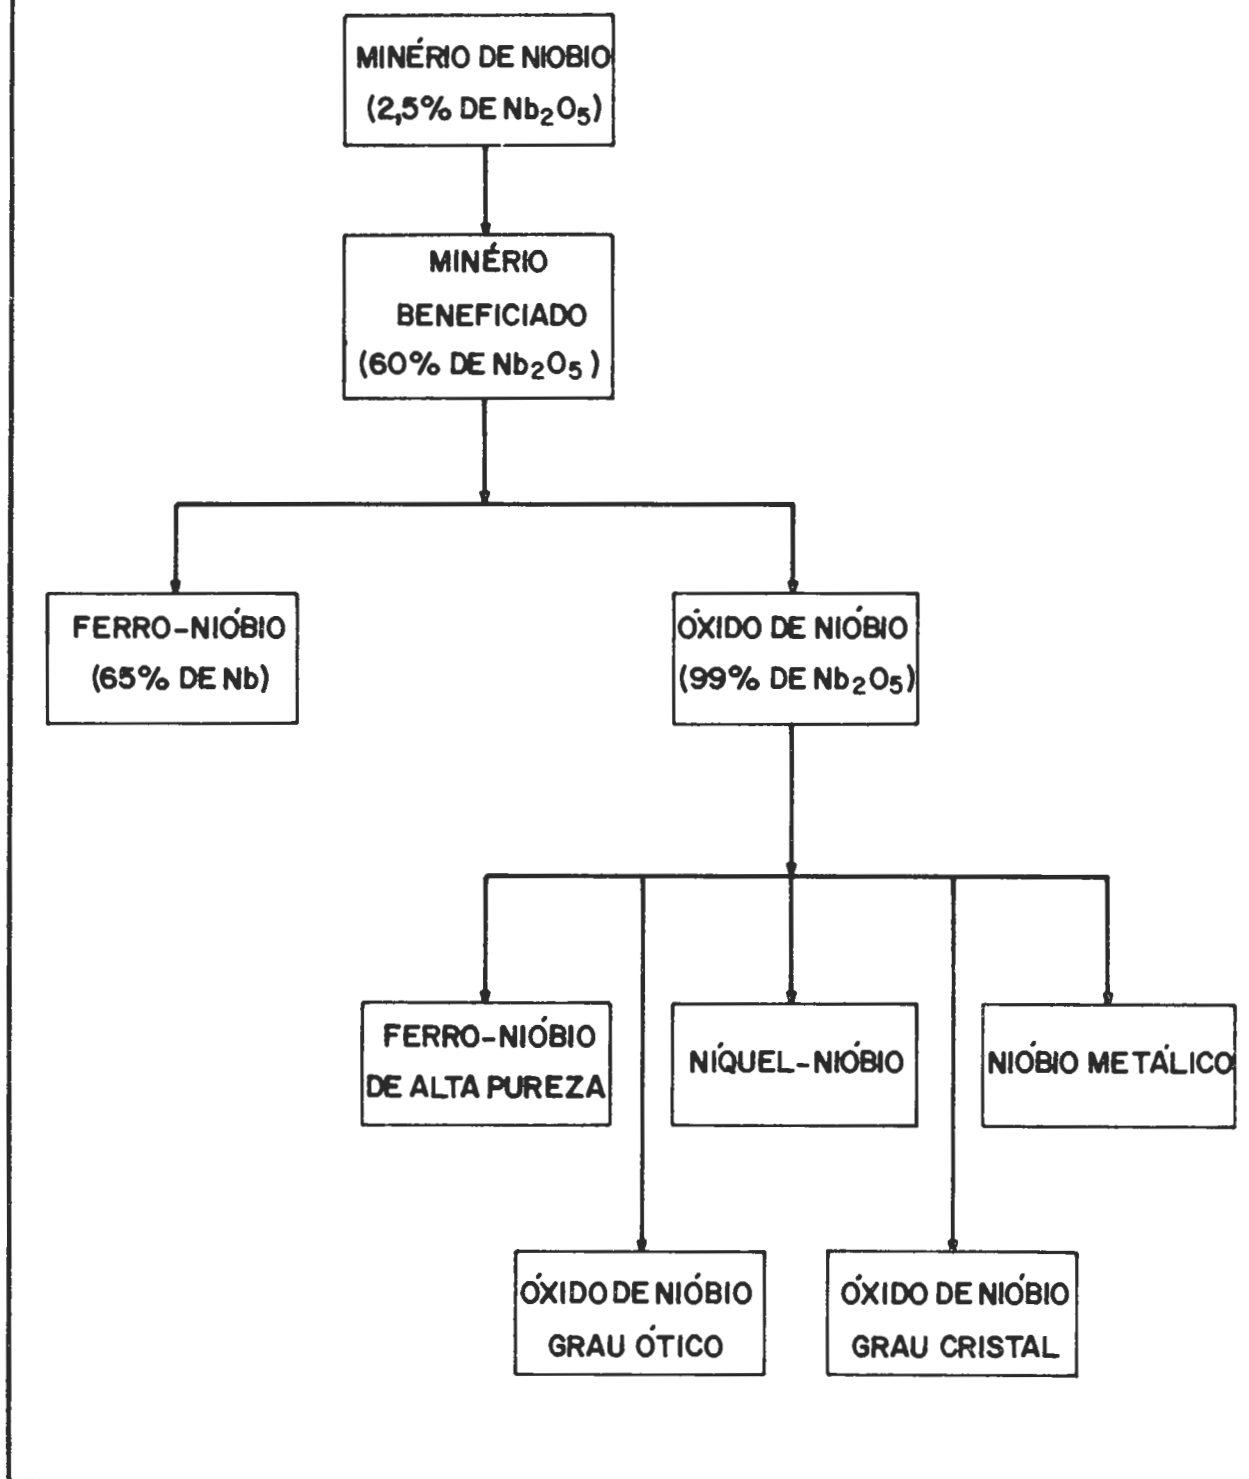 MINÉRIO DE NIOBIO
(2,5% DE Nb₂O₅)
MINÉRIO
BENEFICIADO
(60% DE Nb₂O₅)
FERRO-NIÓBIO
(65% DE Nb)
ÓXIDO DE NIÓBIO
(99% DE Nb₂O₅)
FERRO-NIÓBIO
DE ALTA PUREZA
NÍQUEL-NIÓBIO
NIÓBIO METÁLICO
ÓXIDO DE NIÓBIO
GRAU ÓTICO
ÓXIDO DE NIÓBIO
GRAU CRISTAL